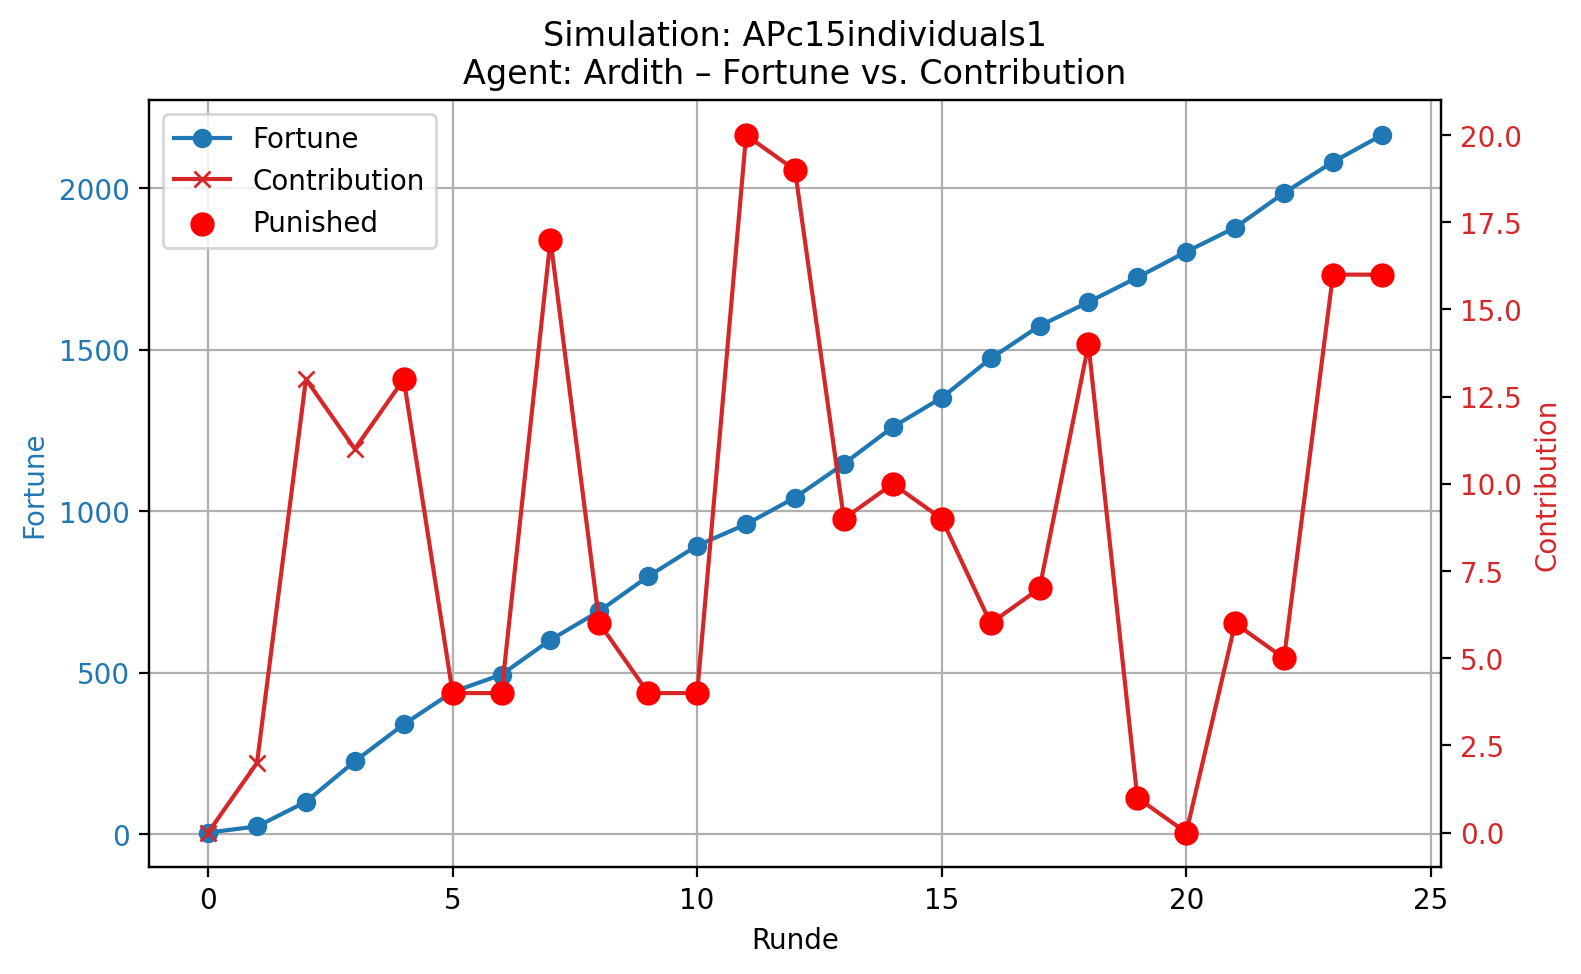 Simulation: APc15individuals1
Agent: Ardith – Fortune vs. Contribution
Fortune
Contribution
Punished
2000
1500
1000
500
0
Fortune
20.0
17.5
15.0
12.5
10.0
7.5
5.0
2.5
0.0
Contribution
0 5 10 15 20 25
Runde